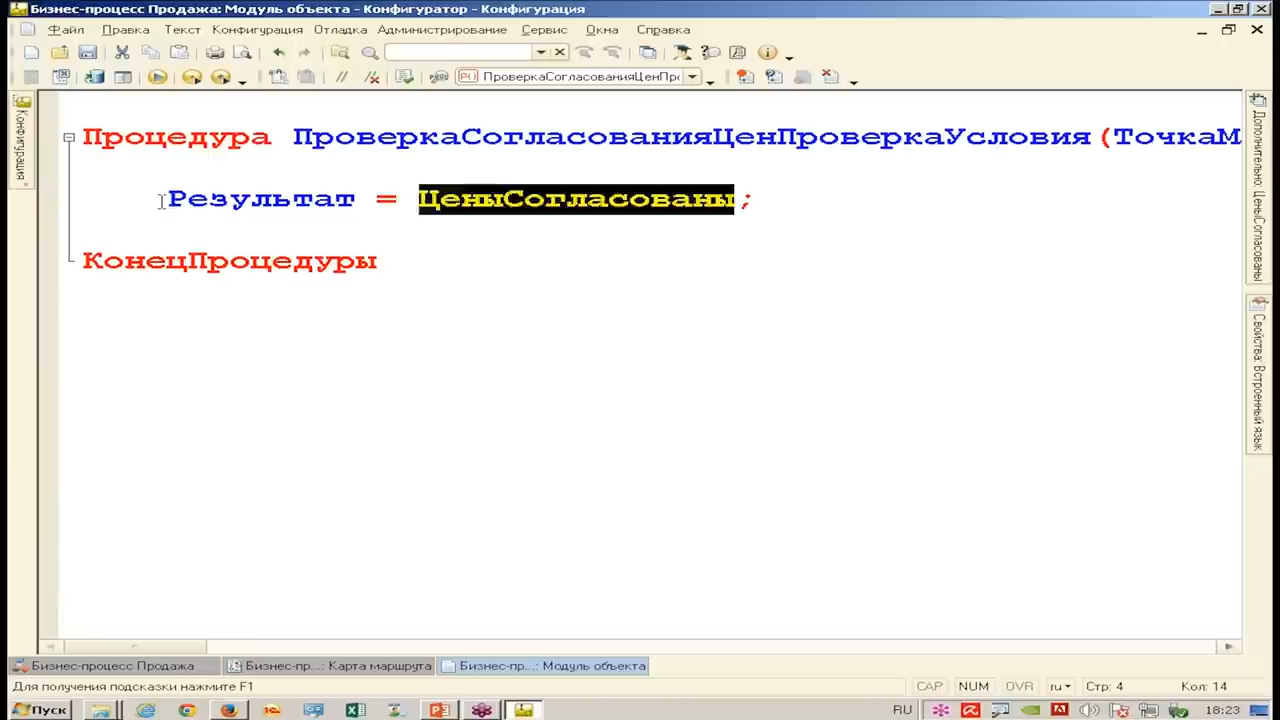 Бизнес-процесс Продажа: Модуль объекта - Конфигуратор - Конфигурация
Файл Правка Текст Конфигурация Отладка Администрирование Сервис Окна Справка
ПроверкаСогласованияЦенПро
Конфигурация
Процедура ПроверкаСогласованияЦенПроверкаУсловия(ТочкаМ
Результат = ЦеныСогласованы;
КонецПроцедуры
Дополнительно: ЦеныСогласованы
Свойства: Встроенный язык
Бизнес-процесс Продажа Бизнес-пр...: Карта маршрута Бизнес-пр...: Модуль объекта
Для получения подсказки нажмите F1 CAP NUM OVR ru Стр: 4 Кол: 14
Пуск RU 18:23